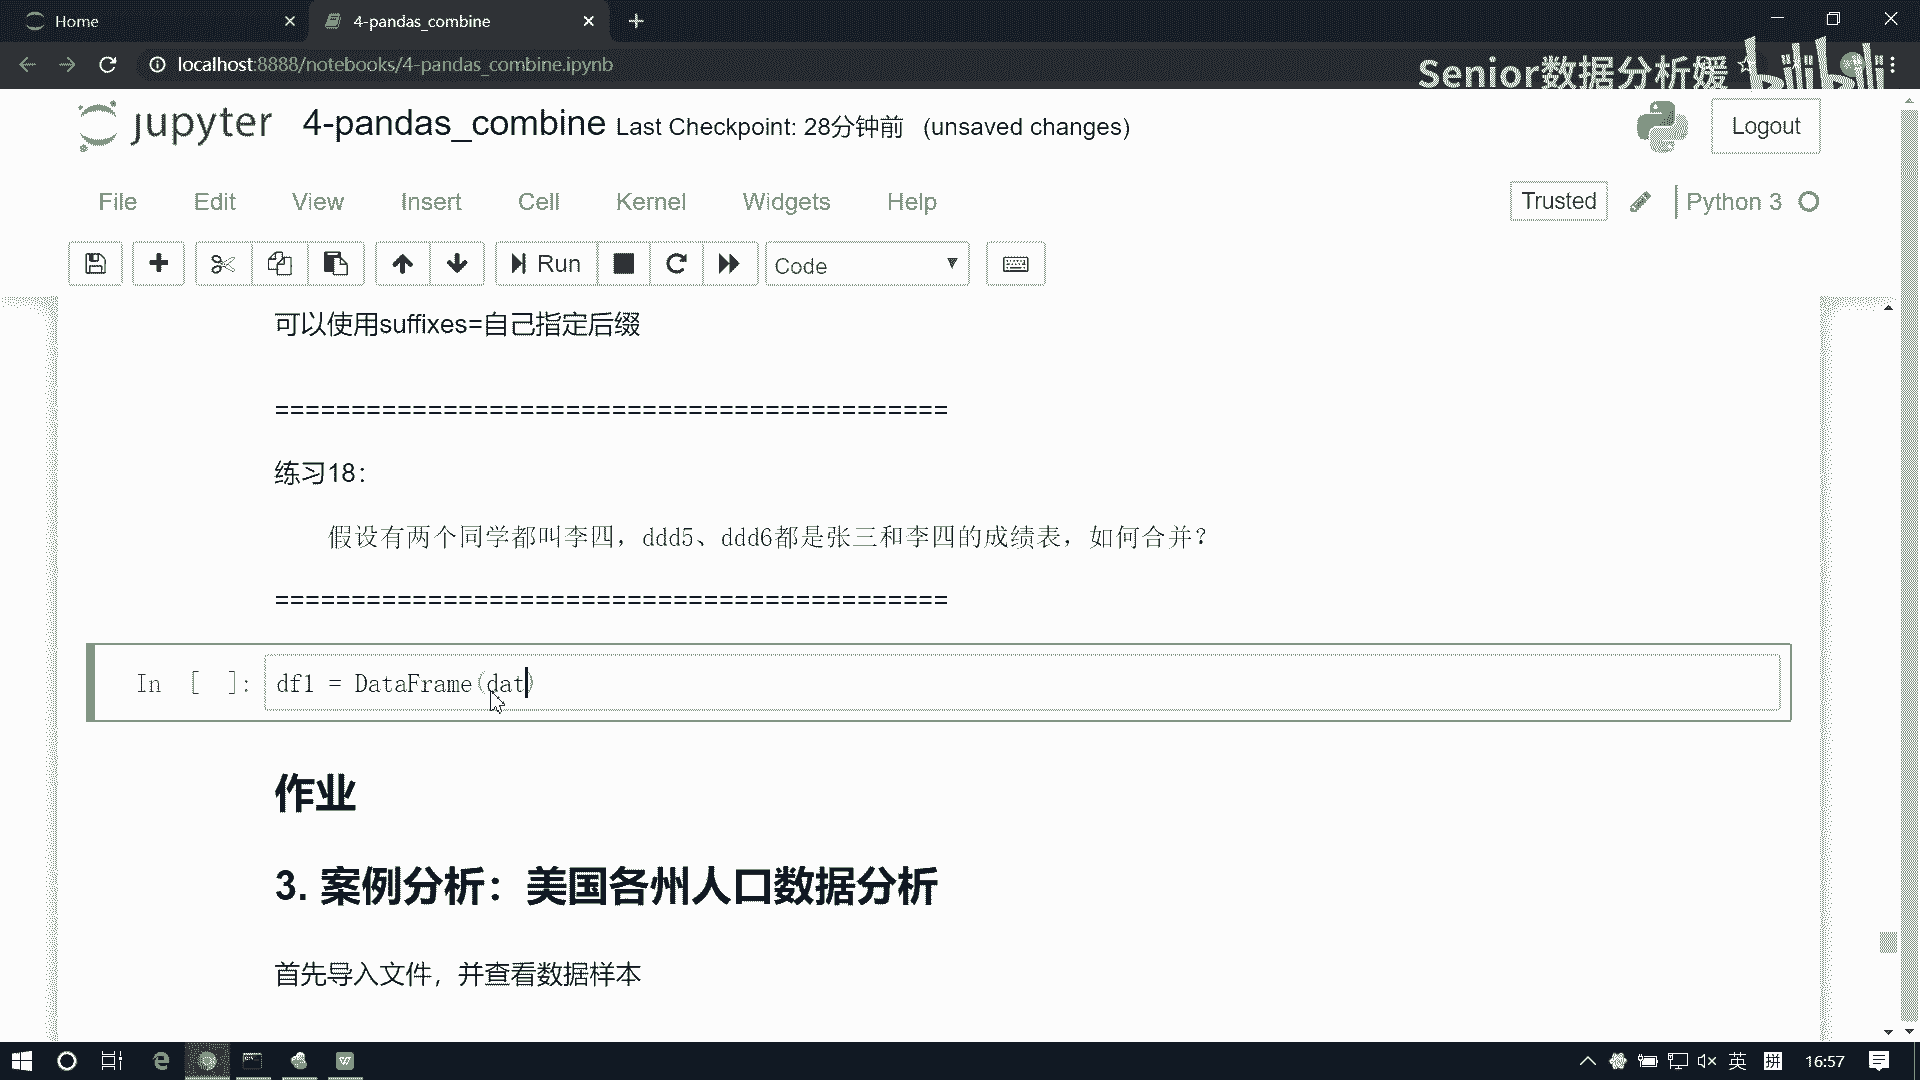 Home
4-pandas_combine
localhost:8888/notebooks/4-pandas_combine.ipynb
Senior数据分析媛 bilibili
jupyter 4-pandas_combine Last Checkpoint: 28分钟前 (unsaved changes)
Logout
File Edit View Insert Cell Kernel Widgets Help
Trusted Python 3
Run Code
可以使用suffixes=自己指定后缀
============================================
练习18：
假设有两个同学都叫李四，ddd5、ddd6都是张三和李四的成绩表，如何合并？
============================================
In [ ]: df1 = DataFrame(dat)
作业
3. 案例分析：美国各州人口数据分析
首先导入文件，并查看数据样本
英 拼 16:57